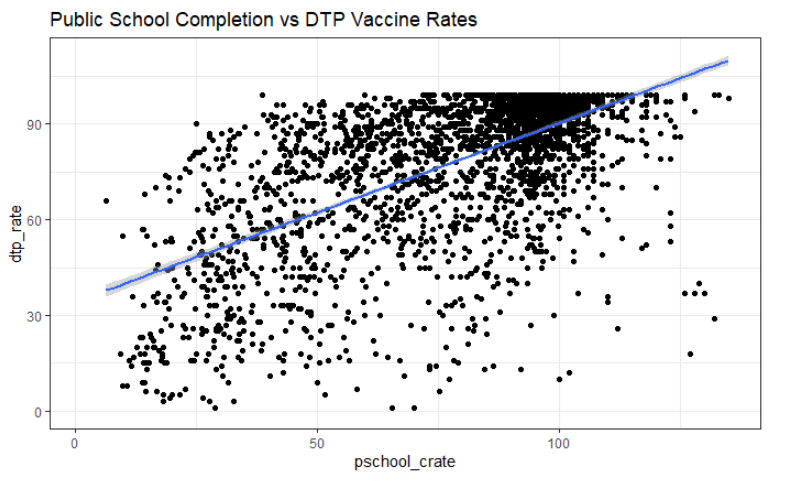 Public School Completion vs DTP Vaccine Rates
90
60
30
0
dtp_rate
0 50 100
pschool_crate